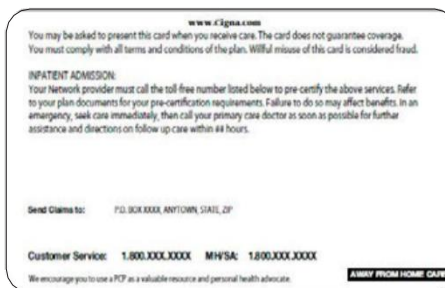 www.Cigna.com
You may be asked to present this card when you receive care. The card does not guarantee coverage.
You must comply with all terms and conditions of the plan. Willful misuse of this card is considered fraud.
INPATIENT ADMISSION:
Your Network provider must call the toll-free number listed below to pre-certify the above services. Refer
to your plan documents for your pre-certification requirements. Failure to do so may affect benefits. In an
emergency, seek care immediately, then call your primary care doctor as soon as possible for further
assistance and directions on follow up care within ## hours.
Send Claims to: P.O. BOX XXXX, ANYTOWN, STATE, ZIP
Customer Service: 1.800.XXX.XXXX MH/SA: 1.800.XXX.XXXX
We encourage you to use a PCP as a valuable resource and personal health advocate. AWAY FROM HOME CARE